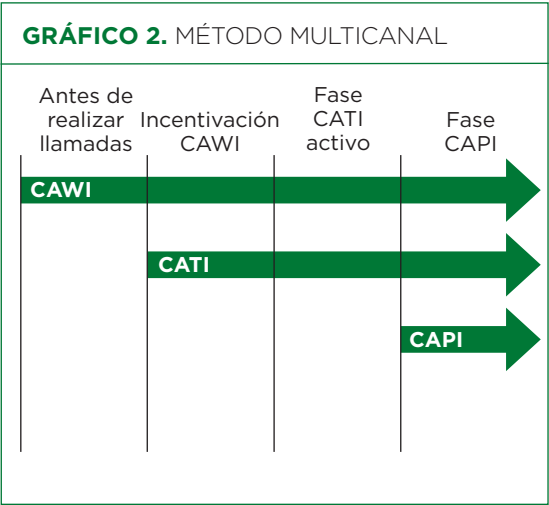 GRÁFICO 2. MÉTODO MULTICANAL
Antes de
realizar
llamadas
Incentivación
CAWI
Fase
CATI
activo
Fase
CAPI
CAWI
CATI
CAPI